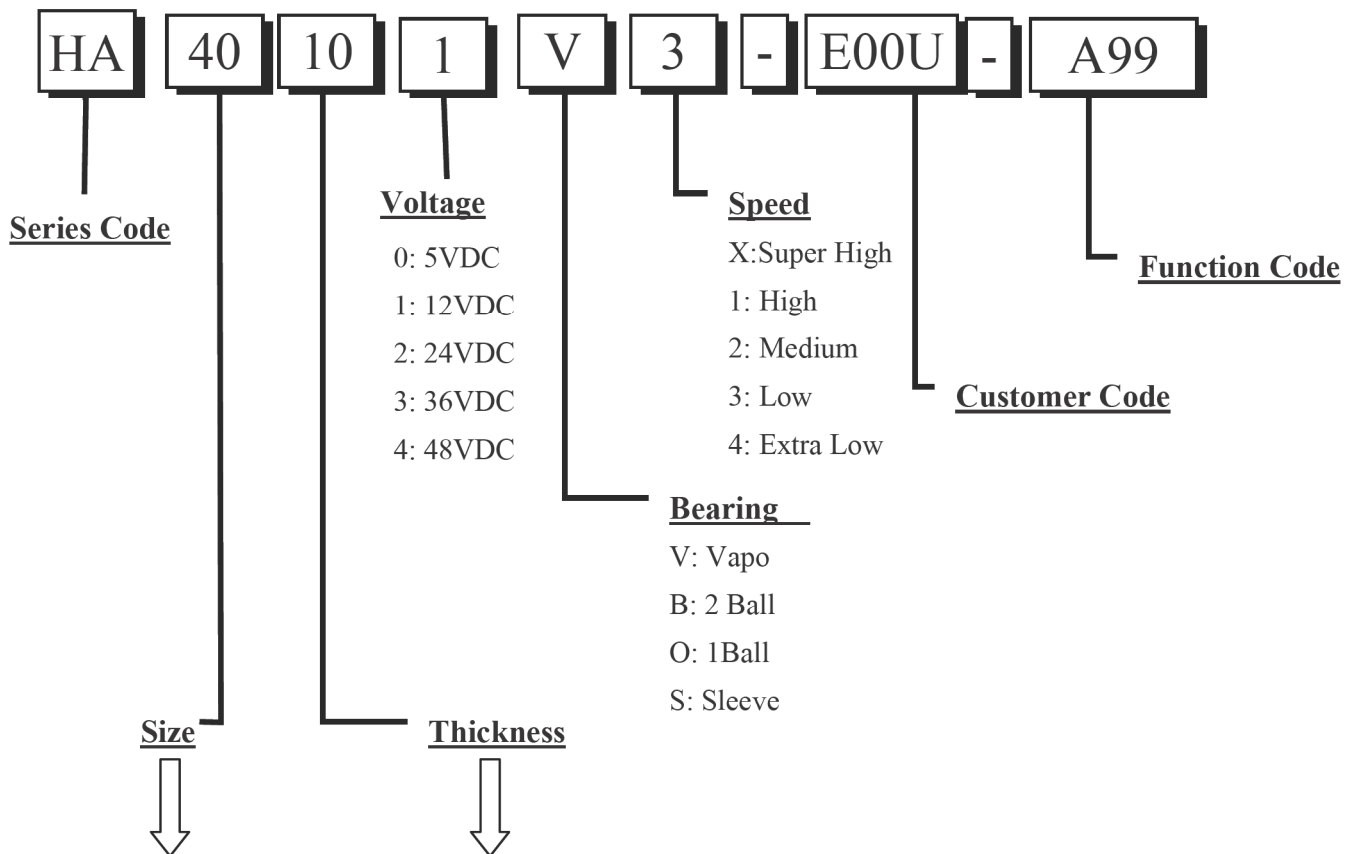 HA 40 10 1 V 3 - E00U - A99
Series Code
Voltage
0: 5VDC
1: 12VDC
2: 24VDC
3: 36VDC
4: 48VDC
Speed
X:Super High
1: High
2: Medium
3: Low
4: Extra Low
Function Code
Customer Code
Bearing
V: Vapo
B: 2 Ball
O: 1Ball
S: Sleeve
Size
Thickness